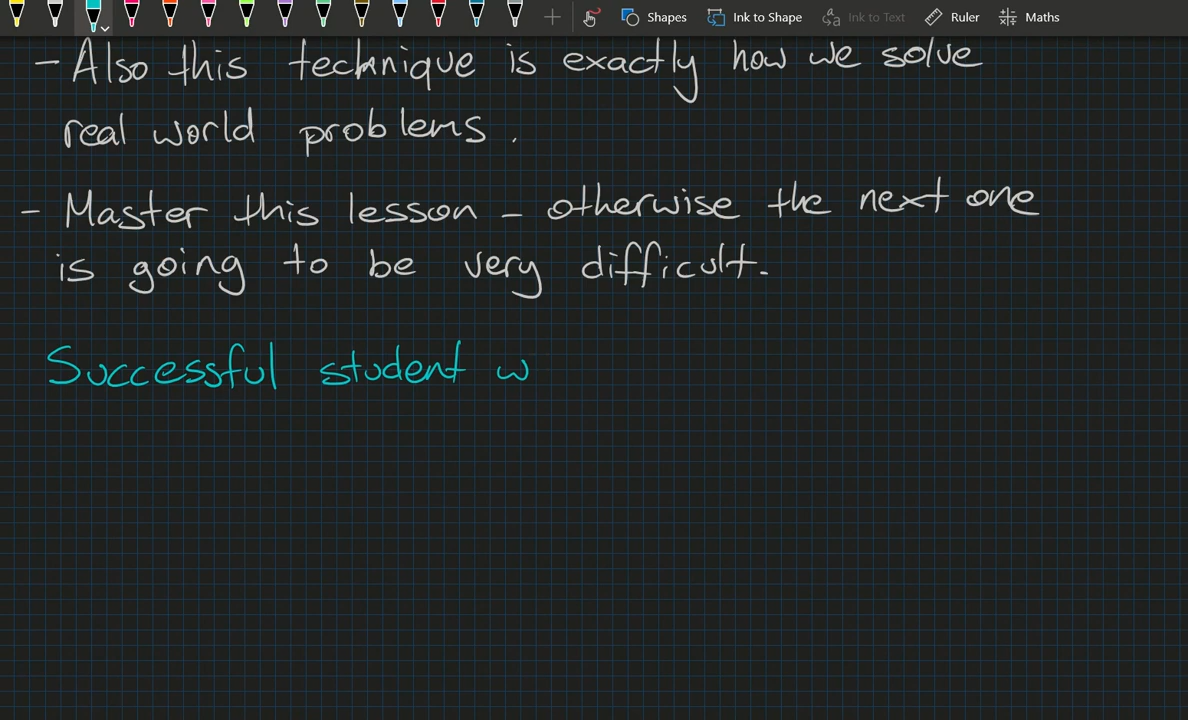 Shapes Ink to Shape Ink to Text Ruler Maths
- Also this technique is exactly how we solve
real world problems.
- Master this lesson - otherwise the next one
is going to be very difficult.
Successful student w